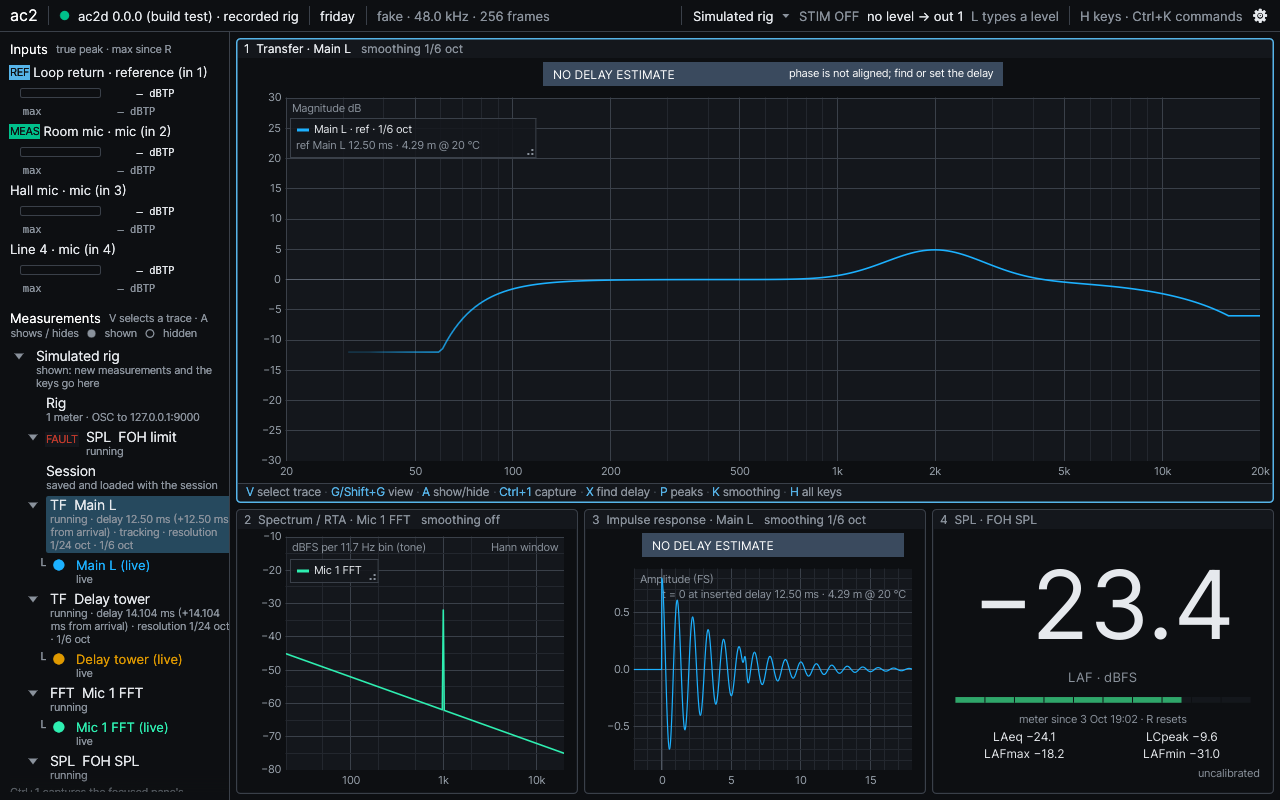 ac2
ac2d 0.0.0 (build test) · recorded rig
friday
fake · 48.0 kHz · 256 frames
Simulated rig
STIM OFF no level → out 1 L types a level
H keys · Ctrl+K commands
Inputs true peak · max since R
REF Loop return · reference (in 1)
– dBTP
max – dBTP
MEAS Room mic · mic (in 2)
– dBTP
max – dBTP
Hall mic · mic (in 3)
– dBTP
max – dBTP
Line 4 · mic (in 4)
– dBTP
max – dBTP
Measurements V selects a trace · A
shows / hides shown hidden
Simulated rig
shown: new measurements and the
keys go here
Rig
1 meter · OSC to 127.0.0.1:9000
FAULT SPL FOH limit
running
Session
saved and loaded with the session
TF Main L
running · delay 12.50 ms (+12.50 ms
from arrival) · tracking · resolution
1/24 oct · 1/6 oct
Main L (live)
live
TF Delay tower
running · delay 14.104 ms (+14.104
ms from arrival) · resolution 1/24 oct
· 1/6 oct
Delay tower (live)
live
FFT Mic 1 FFT
running
Mic 1 FFT (live)
live
SPL FOH SPL
running
1 Transfer · Main L smoothing 1/6 oct
NO DELAY ESTIMATE phase is not aligned; find or set the delay
Magnitude dB
Main L · ref · 1/6 oct
ref Main L 12.50 ms · 4.29 m @ 20 °C
30
25
20
15
10
5
0
−5
−10
−15
−20
−25
−30
20 50 100 200 500 1k 2k 5k 10k 20k
V select trace · G/Shift+G view · A show/hide · Ctrl+1 capture · X find delay · P peaks · K smoothing · H all keys
2 Spectrum / RTA · Mic 1 FFT smoothing off
dBFS per 11.7 Hz bin (tone) Hann window
Mic 1 FFT
−10
−20
−30
−40
−50
−60
−70
−80
100 1k 10k
3 Impulse response · Main L smoothing 1/6 oct
NO DELAY ESTIMATE
Amplitude (FS)
t = 0 at inserted delay 12.50 ms · 4.29 m @ 20 °C
0.5
0.0
−0.5
0 5 10 15
4 SPL · FOH SPL
−23.4
LAF · dBFS
meter since 3 Oct 19:02 · R resets
LAeq −24.1 LCpeak −9.6
LAFmax −18.2 LAFmin −31.0
uncalibrated